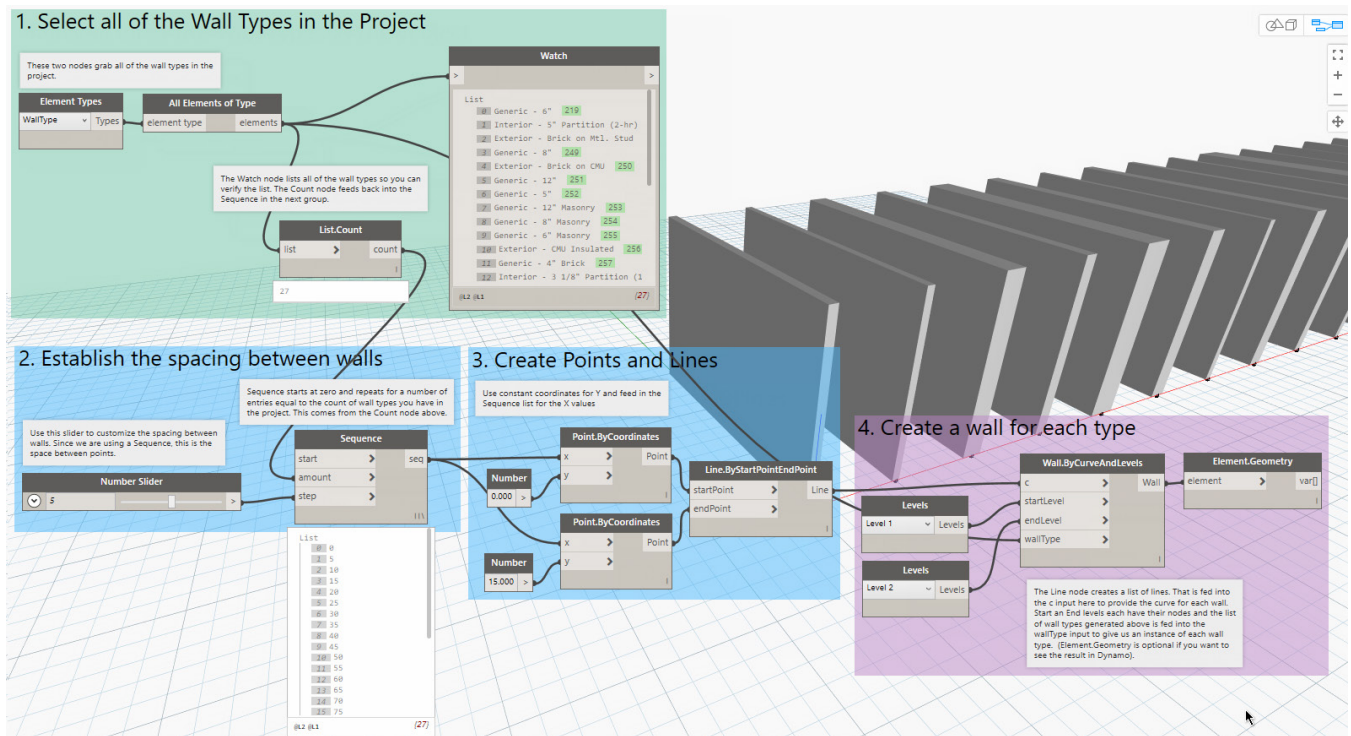 1. Select all of the Wall Types in the Project
These two nodes grab all of the wall types in the
project.
Element Types
WallType
Types
All Elements of Type
element type
elements
Watch
>
>
List
0 Generic - 6" 219
1 Interior - 5" Partition (2-hr)
2 Exterior - Brick on Mtl. Stud
3 Generic - 8" 249
4 Exterior - Brick on CMU 250
5 Generic - 12" 251
6 Generic - 5" 252
7 Generic - 12" Masonry 253
8 Generic - 8" Masonry 254
9 Generic - 6" Masonry 255
10 Exterior - CMU Insulated 256
11 Generic - 4" Brick 257
12 Interior - 3 1/8" Partition (1
@L2 @L1
{27}
The Watch node lists all of the wall types so you can
verify the list. The Count node feeds back into the
Sequence in the next group.
List.Count
list >
count
27
2. Establish the spacing between walls
Sequence starts at zero and repeats for a number of
entries equal to the count of wall types you have in
the project. This comes from the Count node above.
Use this slider to customize the spacing between
walls. Since we are using a Sequence, this is the
space between points.
Number Slider
5
>
Sequence
start >
seq
amount >
step >
List
0 0
1 5
2 10
3 15
4 20
5 25
6 30
7 35
8 40
9 45
10 50
11 55
12 60
13 65
14 70
15 75
@L2 @L1
{27}
3. Create Points and Lines
Use constant coordinates for Y and feed in the
Sequence list for the X values
Point.ByCoordinates
x >
Point
y >
Number
0.000 >
Point.ByCoordinates
x >
Point
y >
Number
15.000 >
Line.ByStartPointEndPoint
startPoint >
Line
endPoint >
4. Create a wall for each type
Levels
Level 1
Levels
Levels
Level 2
Levels
Wall.ByCurveAndLevels
c >
Wall
startLevel >
endLevel >
wallType >
Element.Geometry
element >
var[]
The Line node creates a list of lines. That is fed into
the c input here to provide the curve for each wall.
Start an End levels each have their nodes and the list
of wall types generated above is fed into the
wallType input to give us an instance of each wall
type. (Element.Geometry is optional if you want to
see the result in Dynamo).